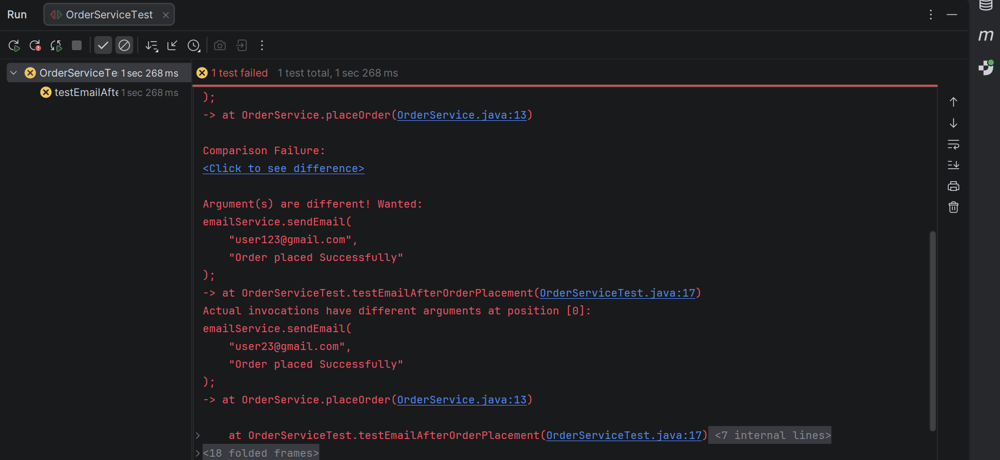 Run OrderServiceTest
OrderServiceTe 1 sec 268 ms
1 test failed 1 test total, 1 sec 268 ms
testEmailAfte 1 sec 268 ms
);
-> at OrderService.placeOrder(OrderService.java:13)
Comparison Failure:
<Click to see difference>
Argument(s) are different! Wanted:
emailService.sendEmail(
    "user123@gmail.com",
    "Order placed Successfully"
);
-> at OrderServiceTest.testEmailAfterOrderPlacement(OrderServiceTest.java:17)
Actual invocations have different arguments at position [0]:
emailService.sendEmail(
    "user23@gmail.com",
    "Order placed Successfully"
);
-> at OrderService.placeOrder(OrderService.java:13)
    at OrderServiceTest.testEmailAfterOrderPlacement(OrderServiceTest.java:17) <7 internal lines>
<18 folded frames>
m